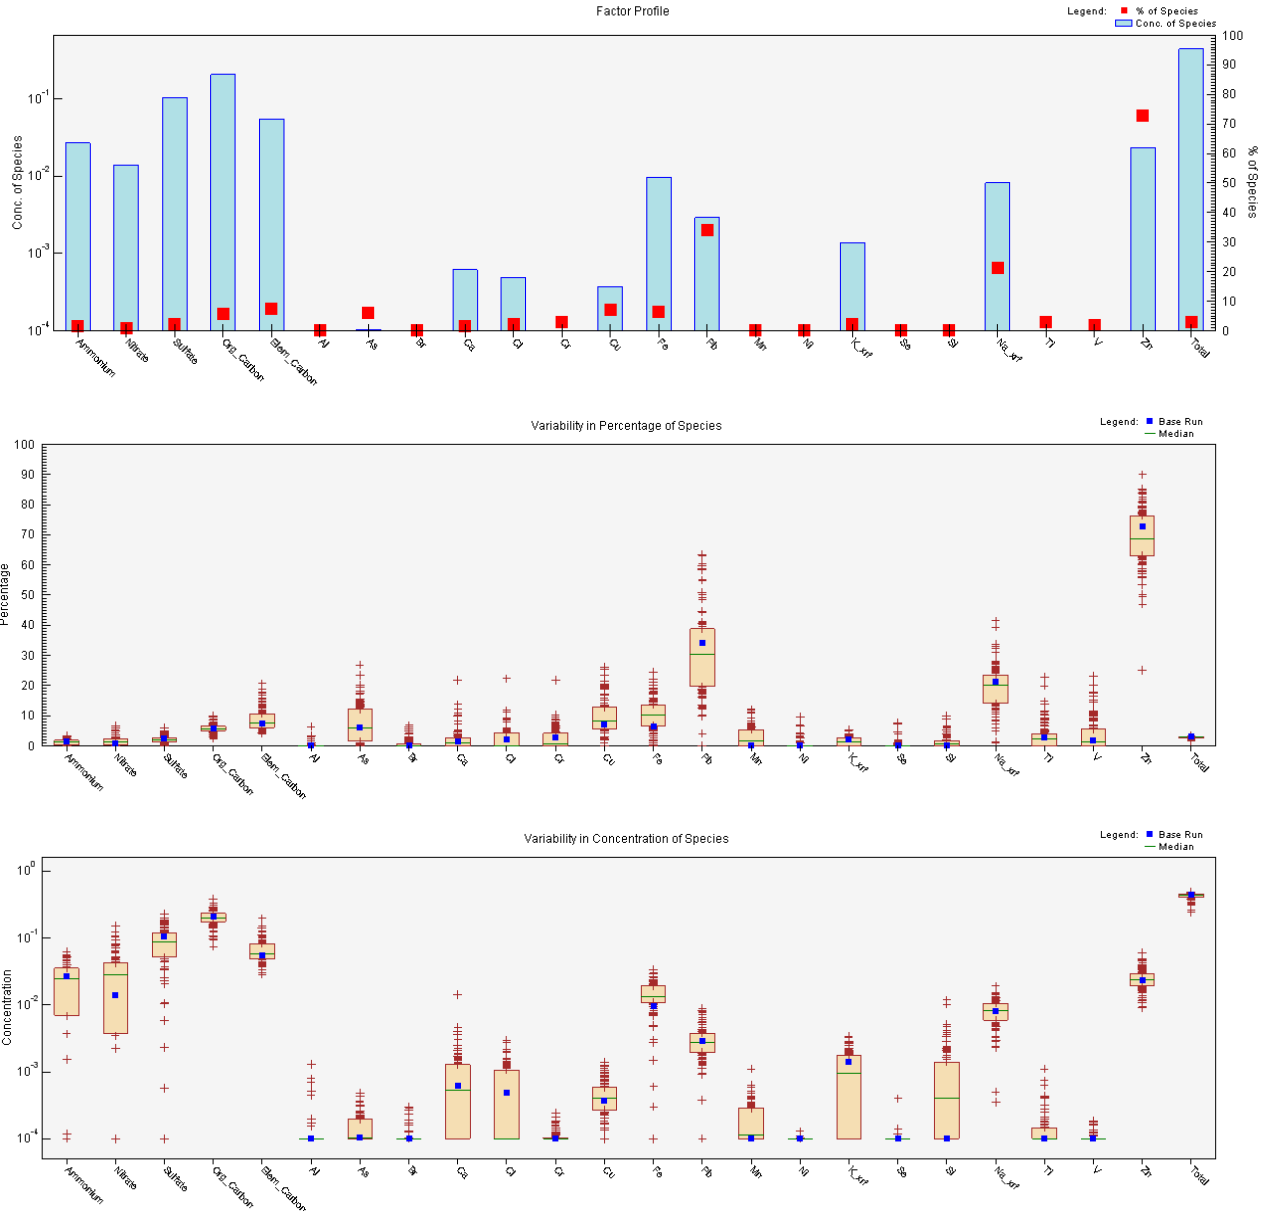 Factor Profile
Legend: % of Species
Conc. of Species
Conc. of Species
10^-1
10^-2
10^-3
10^-4
100
90
80
70
60
50
40
30
20
10
0
% of Species
Ammonium Nitrate Sulfate Org_Carbon Elem_Carbon Al As Br Ca Cl Cr Cu Fe Pb Mn Ni K_xrf Se Si Na_xrf Ti V Zn Total
Variability in Percentage of Species
Legend: Base Run
Median
Percentage
100
90
80
70
60
50
40
30
20
10
0
Ammonium Nitrate Sulfate Org_Carbon Elem_Carbon Al As Br Ca Cl Cr Cu Fe Pb Mn Ni K_xrf Se Si Na_xrf Ti V Zn Total
Variability in Concentration of Species
Legend: Base Run
Median
Concentration
10^0
10^-1
10^-2
10^-3
10^-4
Ammonium Nitrate Sulfate Org_Carbon Elem_Carbon Al As Br Ca Cl Cr Cu Fe Pb Mn Ni K_xrf Se Si Na_xrf Ti V Zn Total